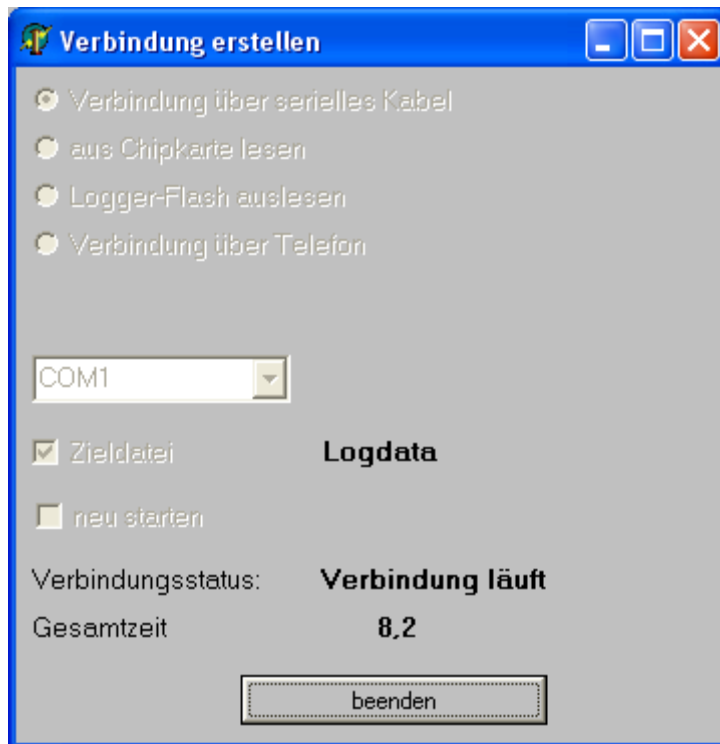 Verbindung erstellen
Verbindung über serielles Kabel
aus Chipkarte lesen
Logger-Flash auslesen
Verbindung über Telefon
COM1
Zieldatei Logdata
neu starten
Verbindungsstatus: Verbindung läuft
Gesamtzeit 8,2
beenden